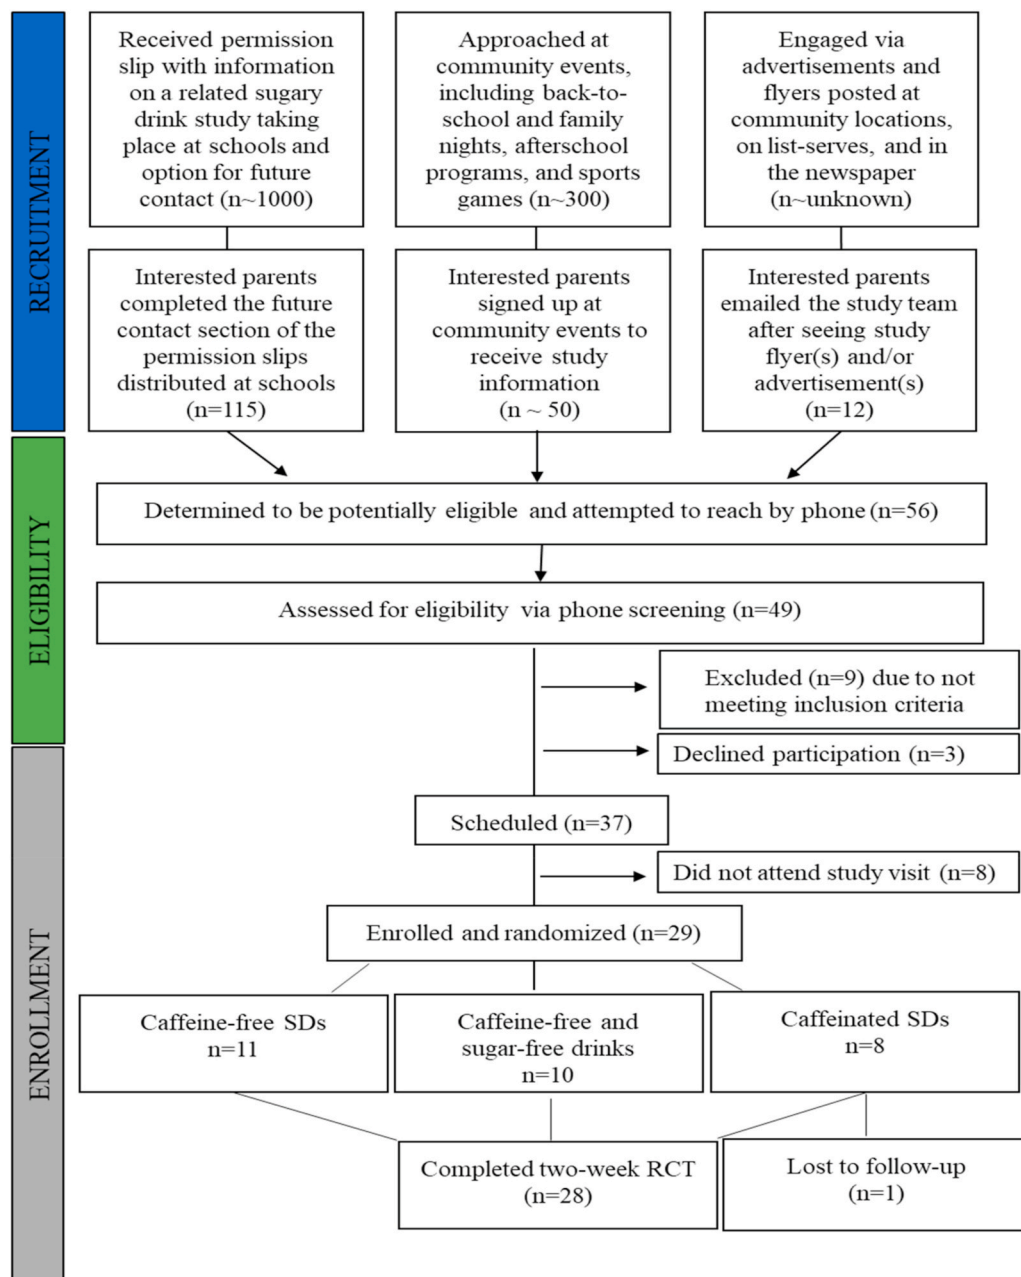 RECRUITMENT
Received permission
slip with information
on a related sugary
drink study taking
place at schools and
option for future
contact (n~1000)
Approached at
community events,
including back-to-
school and family
nights, afterschool
programs, and sports
games (n~300)
Engaged via
advertisements and
flyers posted at
community locations,
on list-serves, and in
the newspaper
(n~unknown)
Interested parents
completed the future
contact section of the
permission slips
distributed at schools
(n=115)
Interested parents
signed up at
community events to
receive study
information
(n ~ 50)
Interested parents
emailed the study team
after seeing study
flyer(s) and/or
advertisement(s)
(n=12)
ELIGIBILITY
Determined to be potentially eligible and attempted to reach by phone (n=56)
Assessed for eligibility via phone screening (n=49)
Excluded (n=9) due to not
meeting inclusion criteria
Declined participation (n=3)
ENROLLMENT
Scheduled (n=37)
Did not attend study visit (n=8)
Enrolled and randomized (n=29)
Caffeine-free SDs
n=11
Caffeine-free and
sugar-free drinks
n=10
Caffeinated SDs
n=8
Completed two-week RCT
(n=28)
Lost to follow-up
(n=1)